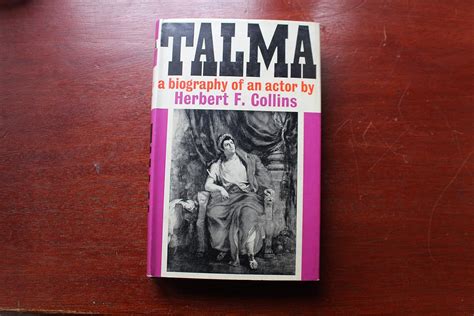 TALMA
a biography of an actor by
Herbert F. Collins